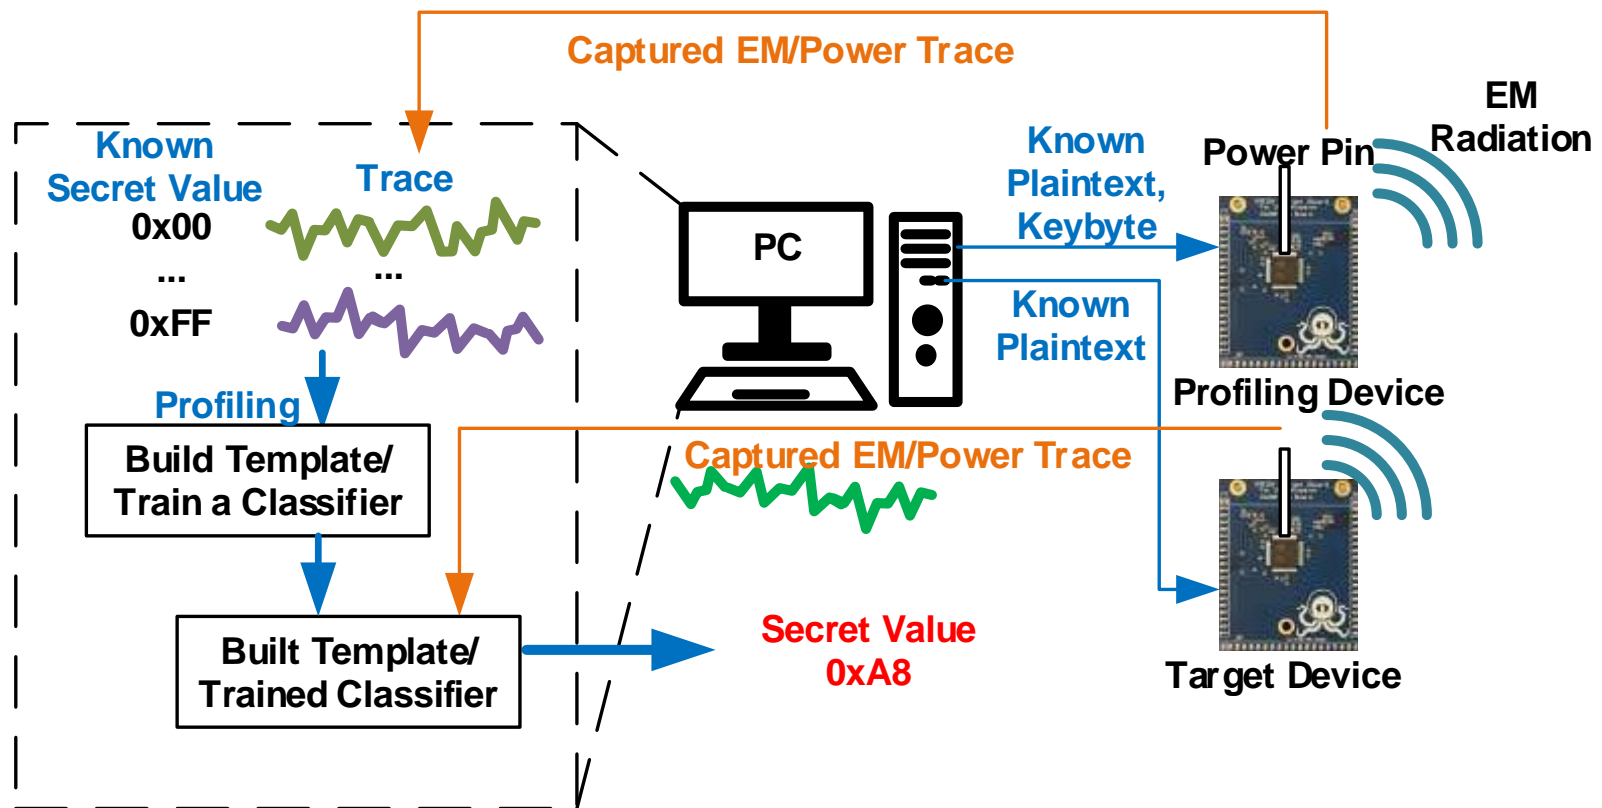 Captured EM/Power Trace
EM
Radiation
Known
Secret Value
Trace
0x00
...
...
0xFF
Known
Plaintext,
Keybyte
Power Pin
PC
Known
Plaintext
Profiling Device
Profiling
Build Template/
Train a Classifier
Captured EM/Power Trace
Built Template/
Trained Classifier
Secret Value
0xA8
Target Device